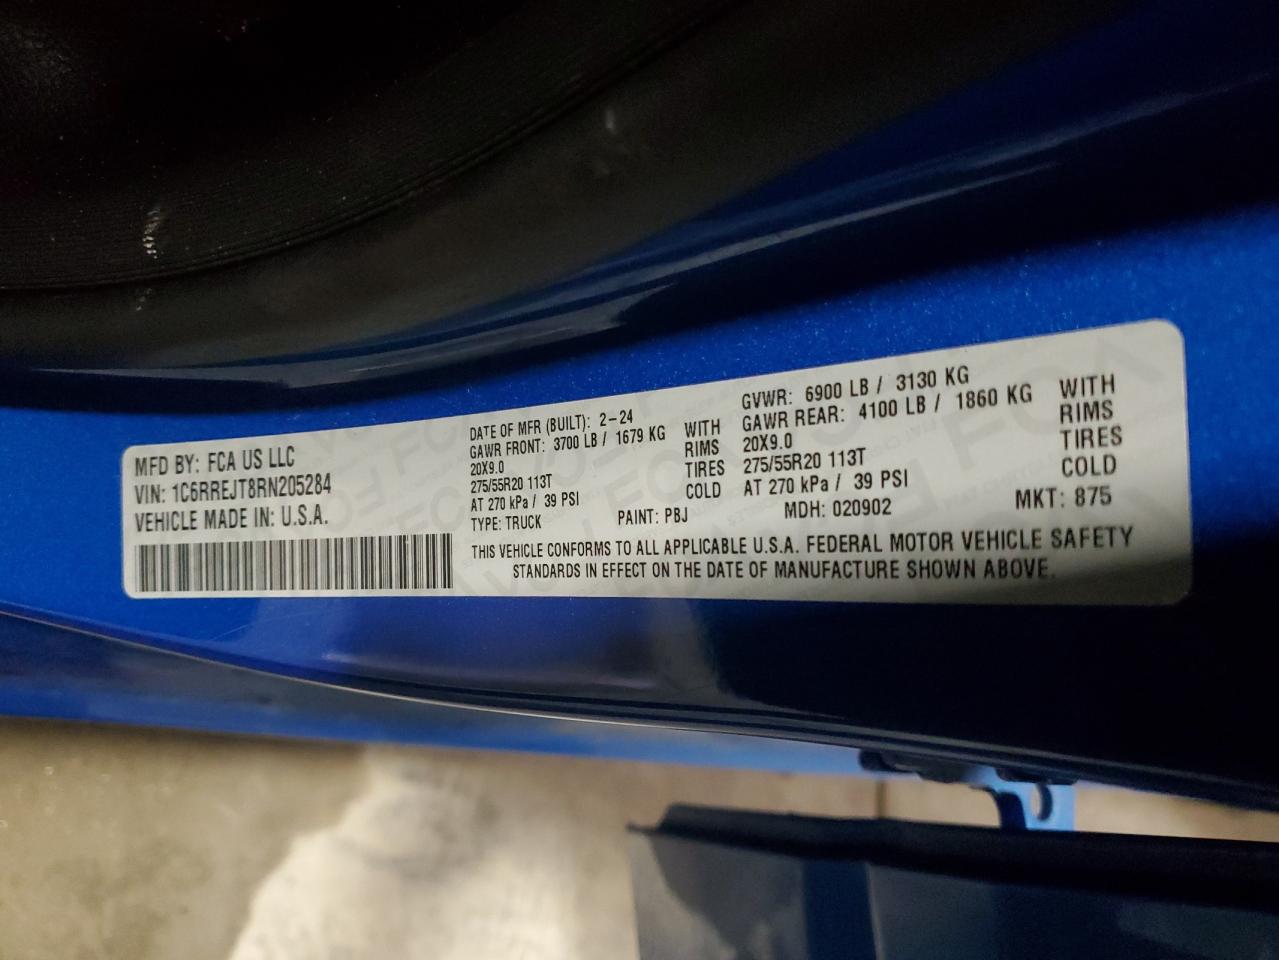 MFD BY: FCA US LLC
VIN: 1C6RREJT8RN205284
VEHICLE MADE IN: U.S.A.
DATE OF MFR (BUILT): 2-24
GAWR FRONT: 3700 LB / 1679 KG WITH
20X9.0 RIMS
275/55R20 113T TIRES
AT 270 kPa / 39 PSI COLD
TYPE: TRUCK PAINT: PBJ
GVWR: 6900 LB / 3130 KG
GAWR REAR: 4100 LB / 1860 KG WITH
20X9.0 RIMS
275/55R20 113T TIRES
AT 270 kPa / 39 PSI COLD
MDH: 020902 MKT: 875
THIS VEHICLE CONFORMS TO ALL APPLICABLE U.S.A. FEDERAL MOTOR VEHICLE SAFETY
STANDARDS IN EFFECT ON THE DATE OF MANUFACTURE SHOWN ABOVE.